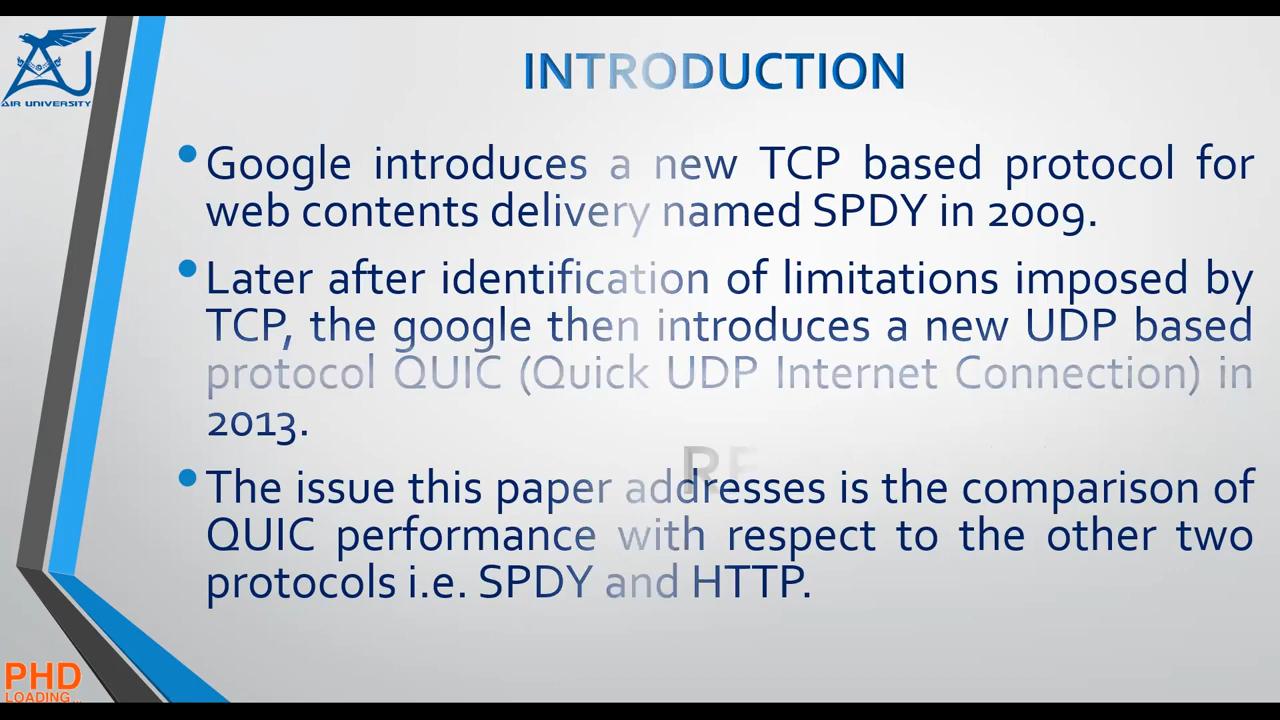 AIR UNIVERSITY
INTRODUCTION
• Google introduces a new TCP based protocol for
web contents delivery named SPDY in 2009.
• Later after identification of limitations imposed by
TCP, the google then introduces a new UDP based
protocol QUIC (Quick UDP Internet Connection) in
2013.
RE
• The issue this paper addresses is the comparison of
QUIC performance with respect to the other two
protocols i.e. SPDY and HTTP.
PHD
LOADING...